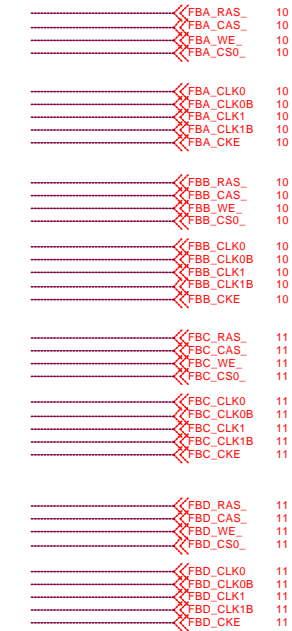 FBA_RAS_ 10
FBA_CAS_ 10
FBA_WE_ 10
FBA_CS0_ 10
FBA_CLK0 10
FBA_CLK0B 10
FBA_CLK1 10
FBA_CLK1B 10
FBA_CKE 10
FBB_RAS_ 10
FBB_CAS_ 10
FBB_WE_ 10
FBB_CS0_ 10
FBB_CLK0 10
FBB_CLK0B 10
FBB_CLK1 10
FBB_CLK1B 10
FBB_CKE 10
FBC_RAS_ 11
FBC_CAS_ 11
FBC_WE_ 11
FBC_CS0_ 11
FBC_CLK0 11
FBC_CLK0B 11
FBC_CLK1 11
FBC_CLK1B 11
FBC_CKE 11
FBD_RAS_ 11
FBD_CAS_ 11
FBD_WE_ 11
FBD_CS0_ 11
FBD_CLK0 11
FBD_CLK0B 11
FBD_CLK1 11
FBD_CLK1B 11
FBD_CKE 11